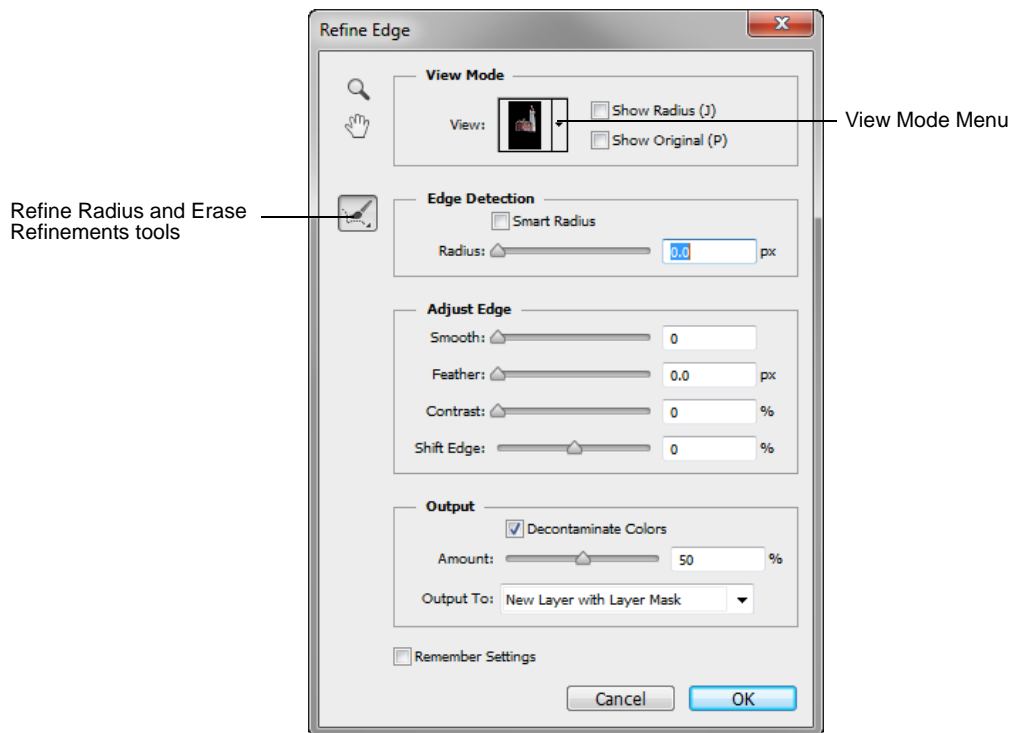 Refine Edge
View Mode
View:
Show Radius (J)
Show Original (P)
View Mode Menu
Refine Radius and Erase
Refinements tools
Edge Detection
Smart Radius
Radius: 0.0 px
Adjust Edge
Smooth: 0
Feather: 0.0 px
Contrast: 0 %
Shift Edge: 0 %
Output
Decontaminate Colors
Amount: 50 %
Output To: New Layer with Layer Mask
Remember Settings
Cancel OK